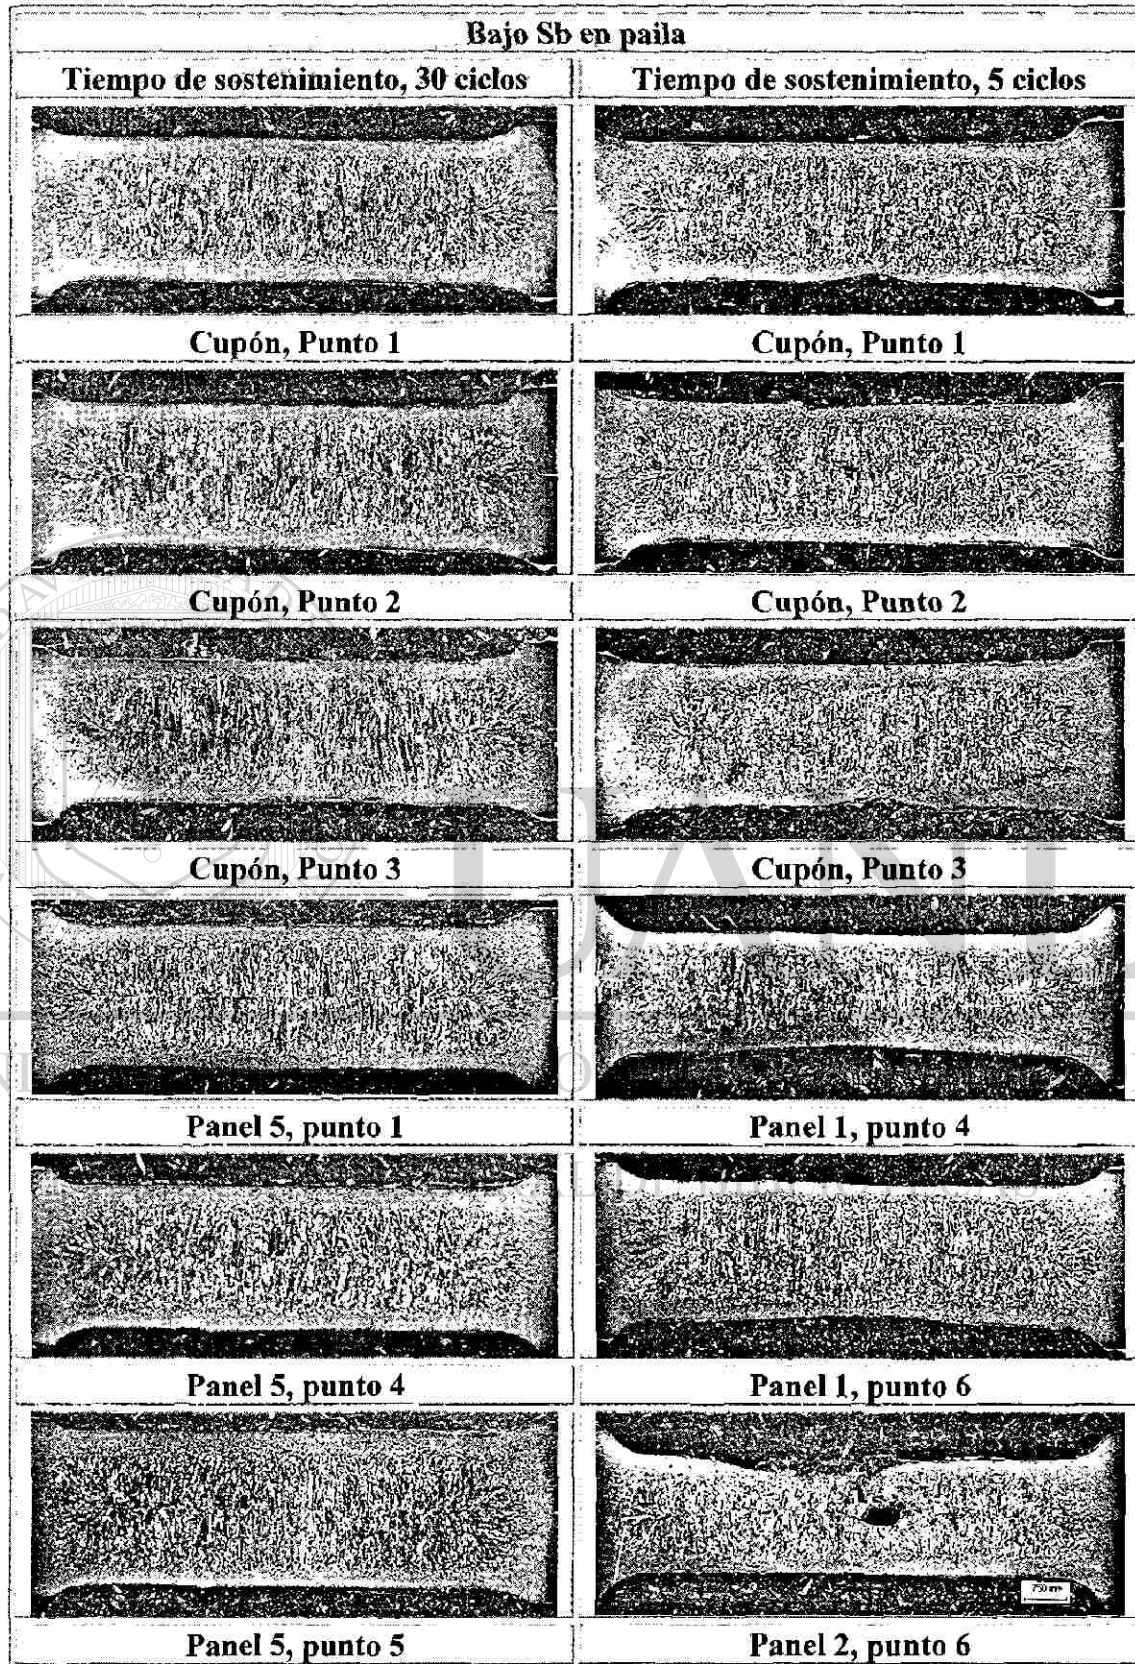 Bajo Sb en paila
Tiempo de sostenimiento, 30 ciclos Tiempo de sostenimiento, 5 ciclos
Cupón, Punto 1 Cupón, Punto 1
Cupón, Punto 2 Cupón, Punto 2
Cupón, Punto 3 Cupón, Punto 3
UANL
Panel 5, punto 1 Panel 1, punto 4
Panel 5, punto 4 Panel 1, punto 6
Panel 5, punto 5 Panel 2, punto 6